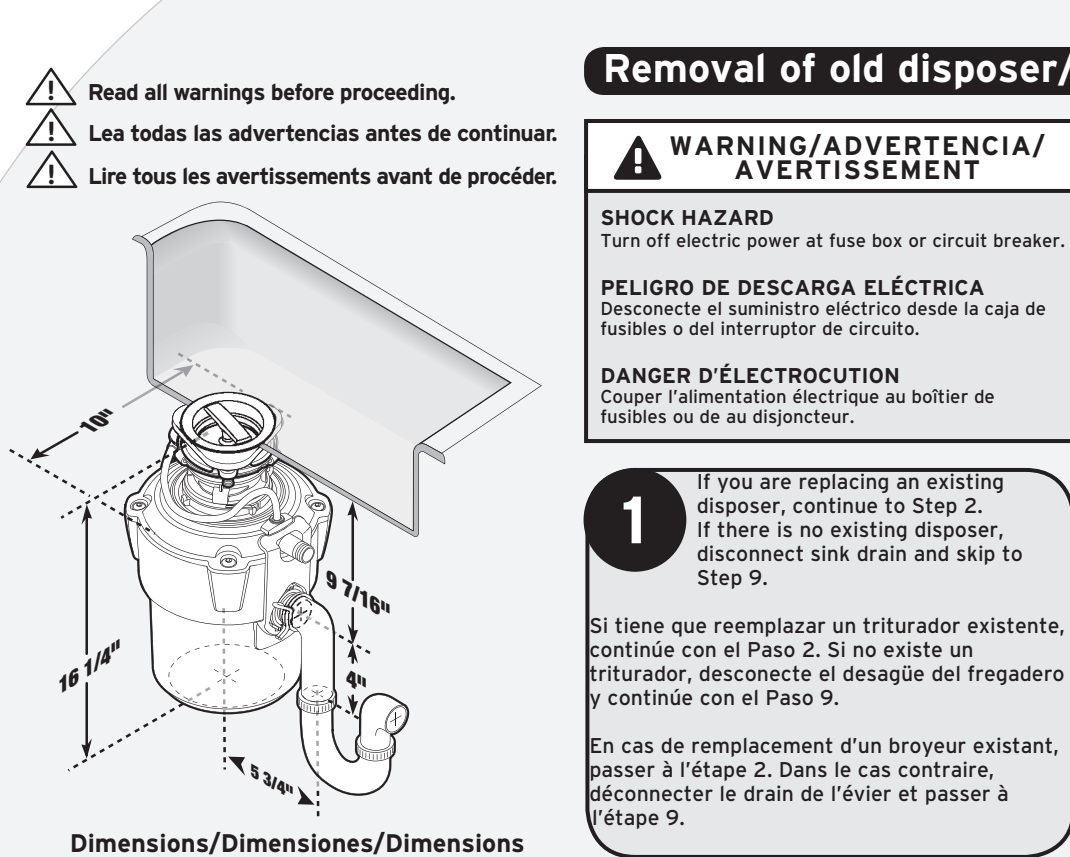 Read all warnings before proceeding.
Lea todas las advertencias antes de continuar.
Lire tous les avertissements avant de procéder.
10"
16 1/4"
9 7/16"
4"
5 3/4"
Dimensions/Dimensiones/Dimensions
Removal of old disposer/
WARNING/ADVERTENCIA/
AVERTISSEMENT
SHOCK HAZARD
Turn off electric power at fuse box or circuit breaker.
PELIGRO DE DESCARGA ELÉCTRICA
Desconecte el suministro eléctrico desde la caja de
fusibles o del interruptor de circuito.
DANGER D'ÉLECTROCUTION
Couper l'alimentation électrique au boîtier de
fusibles ou de au disjoncteur.
1
If you are replacing an existing
disposer, continue to Step 2.
If there is no existing disposer,
disconnect sink drain and skip to
Step 9.
Si tiene que reemplazar un triturador existente,
continúe con el Paso 2. Si no existe un
triturador, desconecte el desagüe del fregadero
y continúe con el Paso 9.
En cas de remplacement d'un broyeur existant,
passer à l'étape 2. Dans le cas contraire,
déconnecter le drain de l'évier et passer à
l'étape 9.